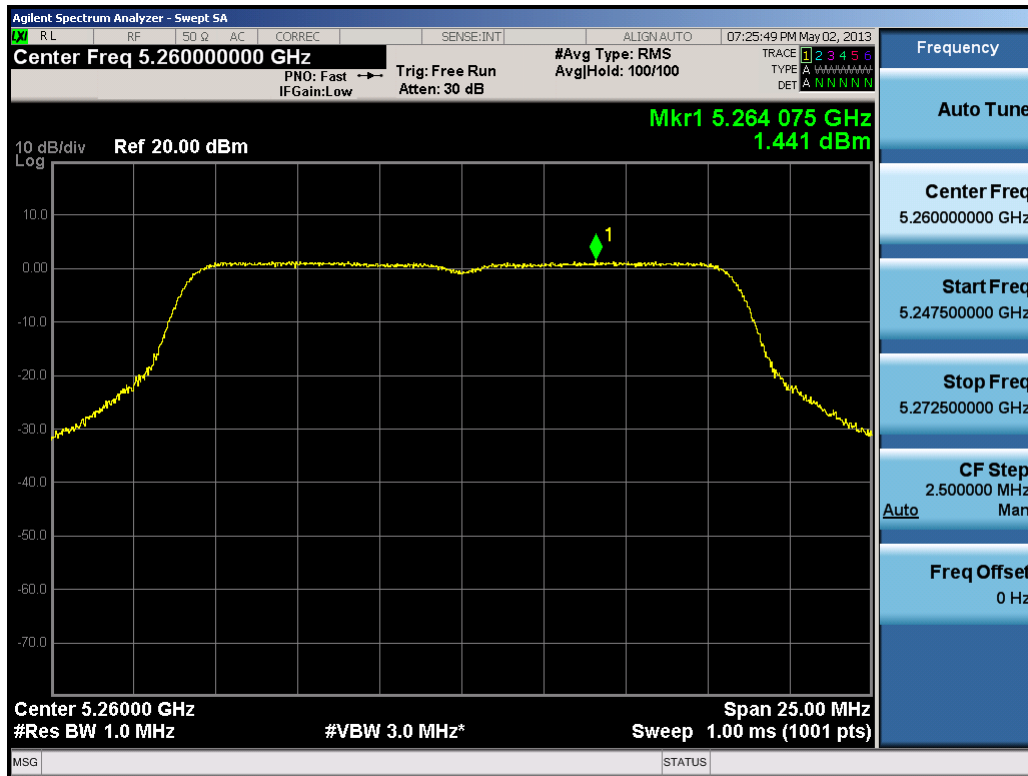 Agilent Spectrum Analyzer - Swept SA
LXI RL RF 50 Ω AC CORREC SENSE:INT ALIGNAUTO 07:25:49 PM May 02, 2013
Center Freq 5.260000000 GHz
PNO: Fast
IFGain:Low
Trig: Free Run
Atten: 30 dB
#Avg Type: RMS
Avg|Hold: 100/100
TRACE 1 2 3 4 5 6
TYPE A WWWWW
DET A N N N N N
Mkr1 5.264 075 GHz
1.441 dBm
10 dB/div
Log
Ref 20.00 dBm
10.0
0.00
-10.0
-20.0
-30.0
-40.0
-50.0
-60.0
-70.0
1
Center 5.26000 GHz
Span 25.00 MHz
#Res BW 1.0 MHz
#VBW 3.0 MHz*
Sweep 1.00 ms (1001 pts)
MSG
STATUS
Frequency
Auto Tune
Center Freq
5.260000000 GHz
Start Freq
5.247500000 GHz
Stop Freq
5.272500000 GHz
CF Step
2.500000 MHz
Auto Man
Freq Offset
0 Hz